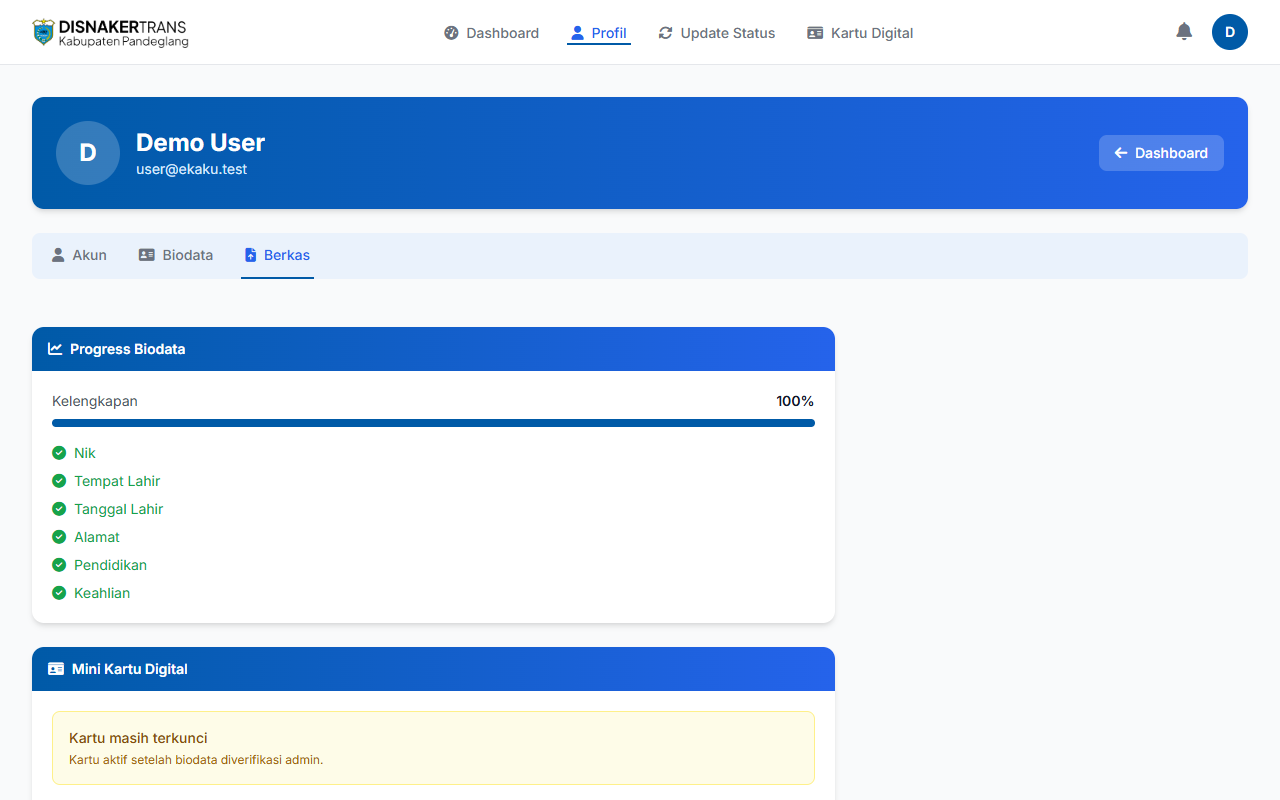 DISNAKERTRANS
Kabupaten Pandeglang
Dashboard
Profil
Update Status
Kartu Digital
D
D
Demo User
user@ekaku.test
Dashboard
Akun
Biodata
Berkas
Progress Biodata
Kelengkapan
100%
Nik
Tempat Lahir
Tanggal Lahir
Alamat
Pendidikan
Keahlian
Mini Kartu Digital
Kartu masih terkunci
Kartu aktif setelah biodata diverifikasi admin.